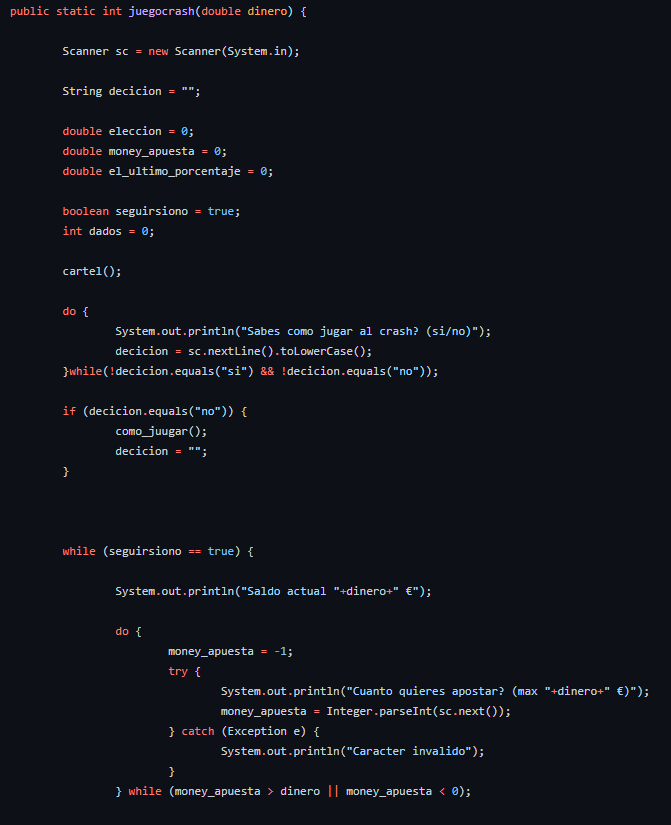 public static int juegocrash(double dinero) {
Scanner sc = new Scanner(System.in);
String decicion = "";
double eleccion = 0;
double money_apuesta = 0;
double el_ultimo_porcentaje = 0;
boolean seguirsiono = true;
int dados = 0;
cartel();
do {
System.out.println("Sabes como jugar al crash? (si/no)");
decicion = sc.nextLine().toLowerCase();
}while(!decicion.equals("si") && !decicion.equals("no"));
if (decicion.equals("no")) {
como_juugar();
decicion = "";
}
while (seguirsiono == true) {
System.out.println("Saldo actual "+dinero+" €");
do {
money_apuesta = -1;
try {
System.out.println("Cuanto quieres apostar? (max "+dinero+" €)");
money_apuesta = Integer.parseInt(sc.next());
} catch (Exception e) {
System.out.println("Caracter invalido");
}
} while (money_apuesta > dinero || money_apuesta < 0);